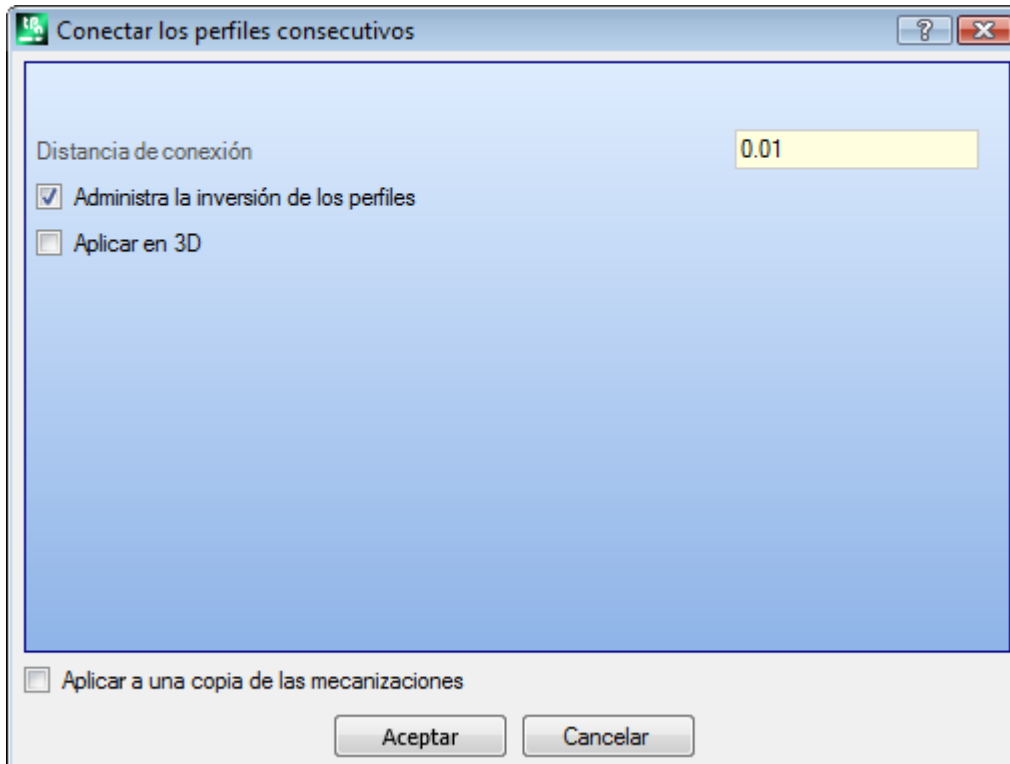 Conectar los perfiles consecutivos
Distancia de conexión 0.01
Administra la inversión de los perfiles
Aplicar en 3D
Aplicar a una copia de las mecanizaciones
Aceptar Cancelar